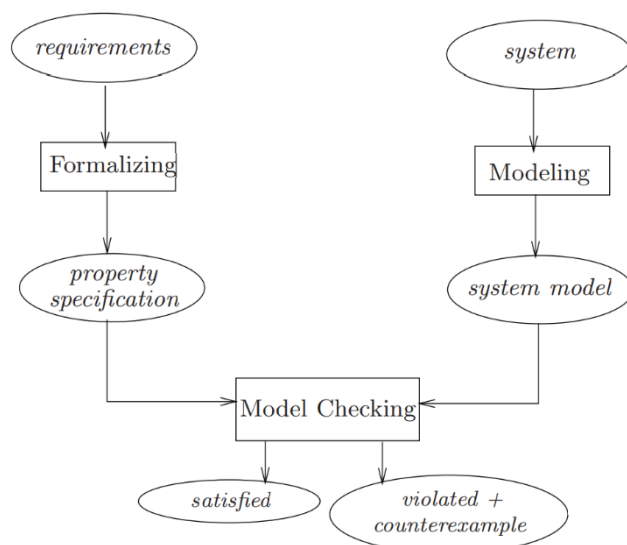 requirements
system
Formalizing
Modeling
property
specification
system model
Model Checking
satisfied
violated +
counterexample